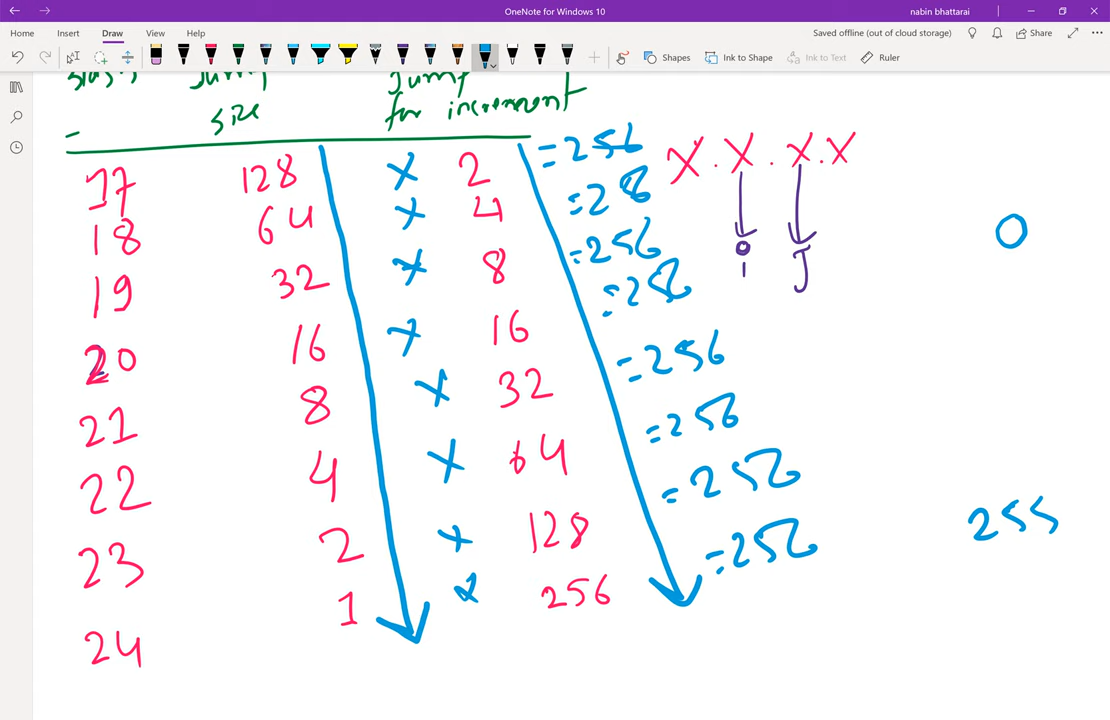 OneNote for Windows 10
nabin bhattarai
Home Insert Draw View Help
Saved offline (out of cloud storage)
Share
Shapes
Ink to Shape
Ink to Text
Ruler
Jump Jump
size for increment
17 128 x 2 = 256
18 64 x 4 = 28
19 32 x 8 = 256
20 16 x 16 = 256
21 8 x 32 = 256
22 4 x 64 = 256
23 2 x 128 = 256
24 1 x 256 = 256
X . X . X . X
i J
0
255